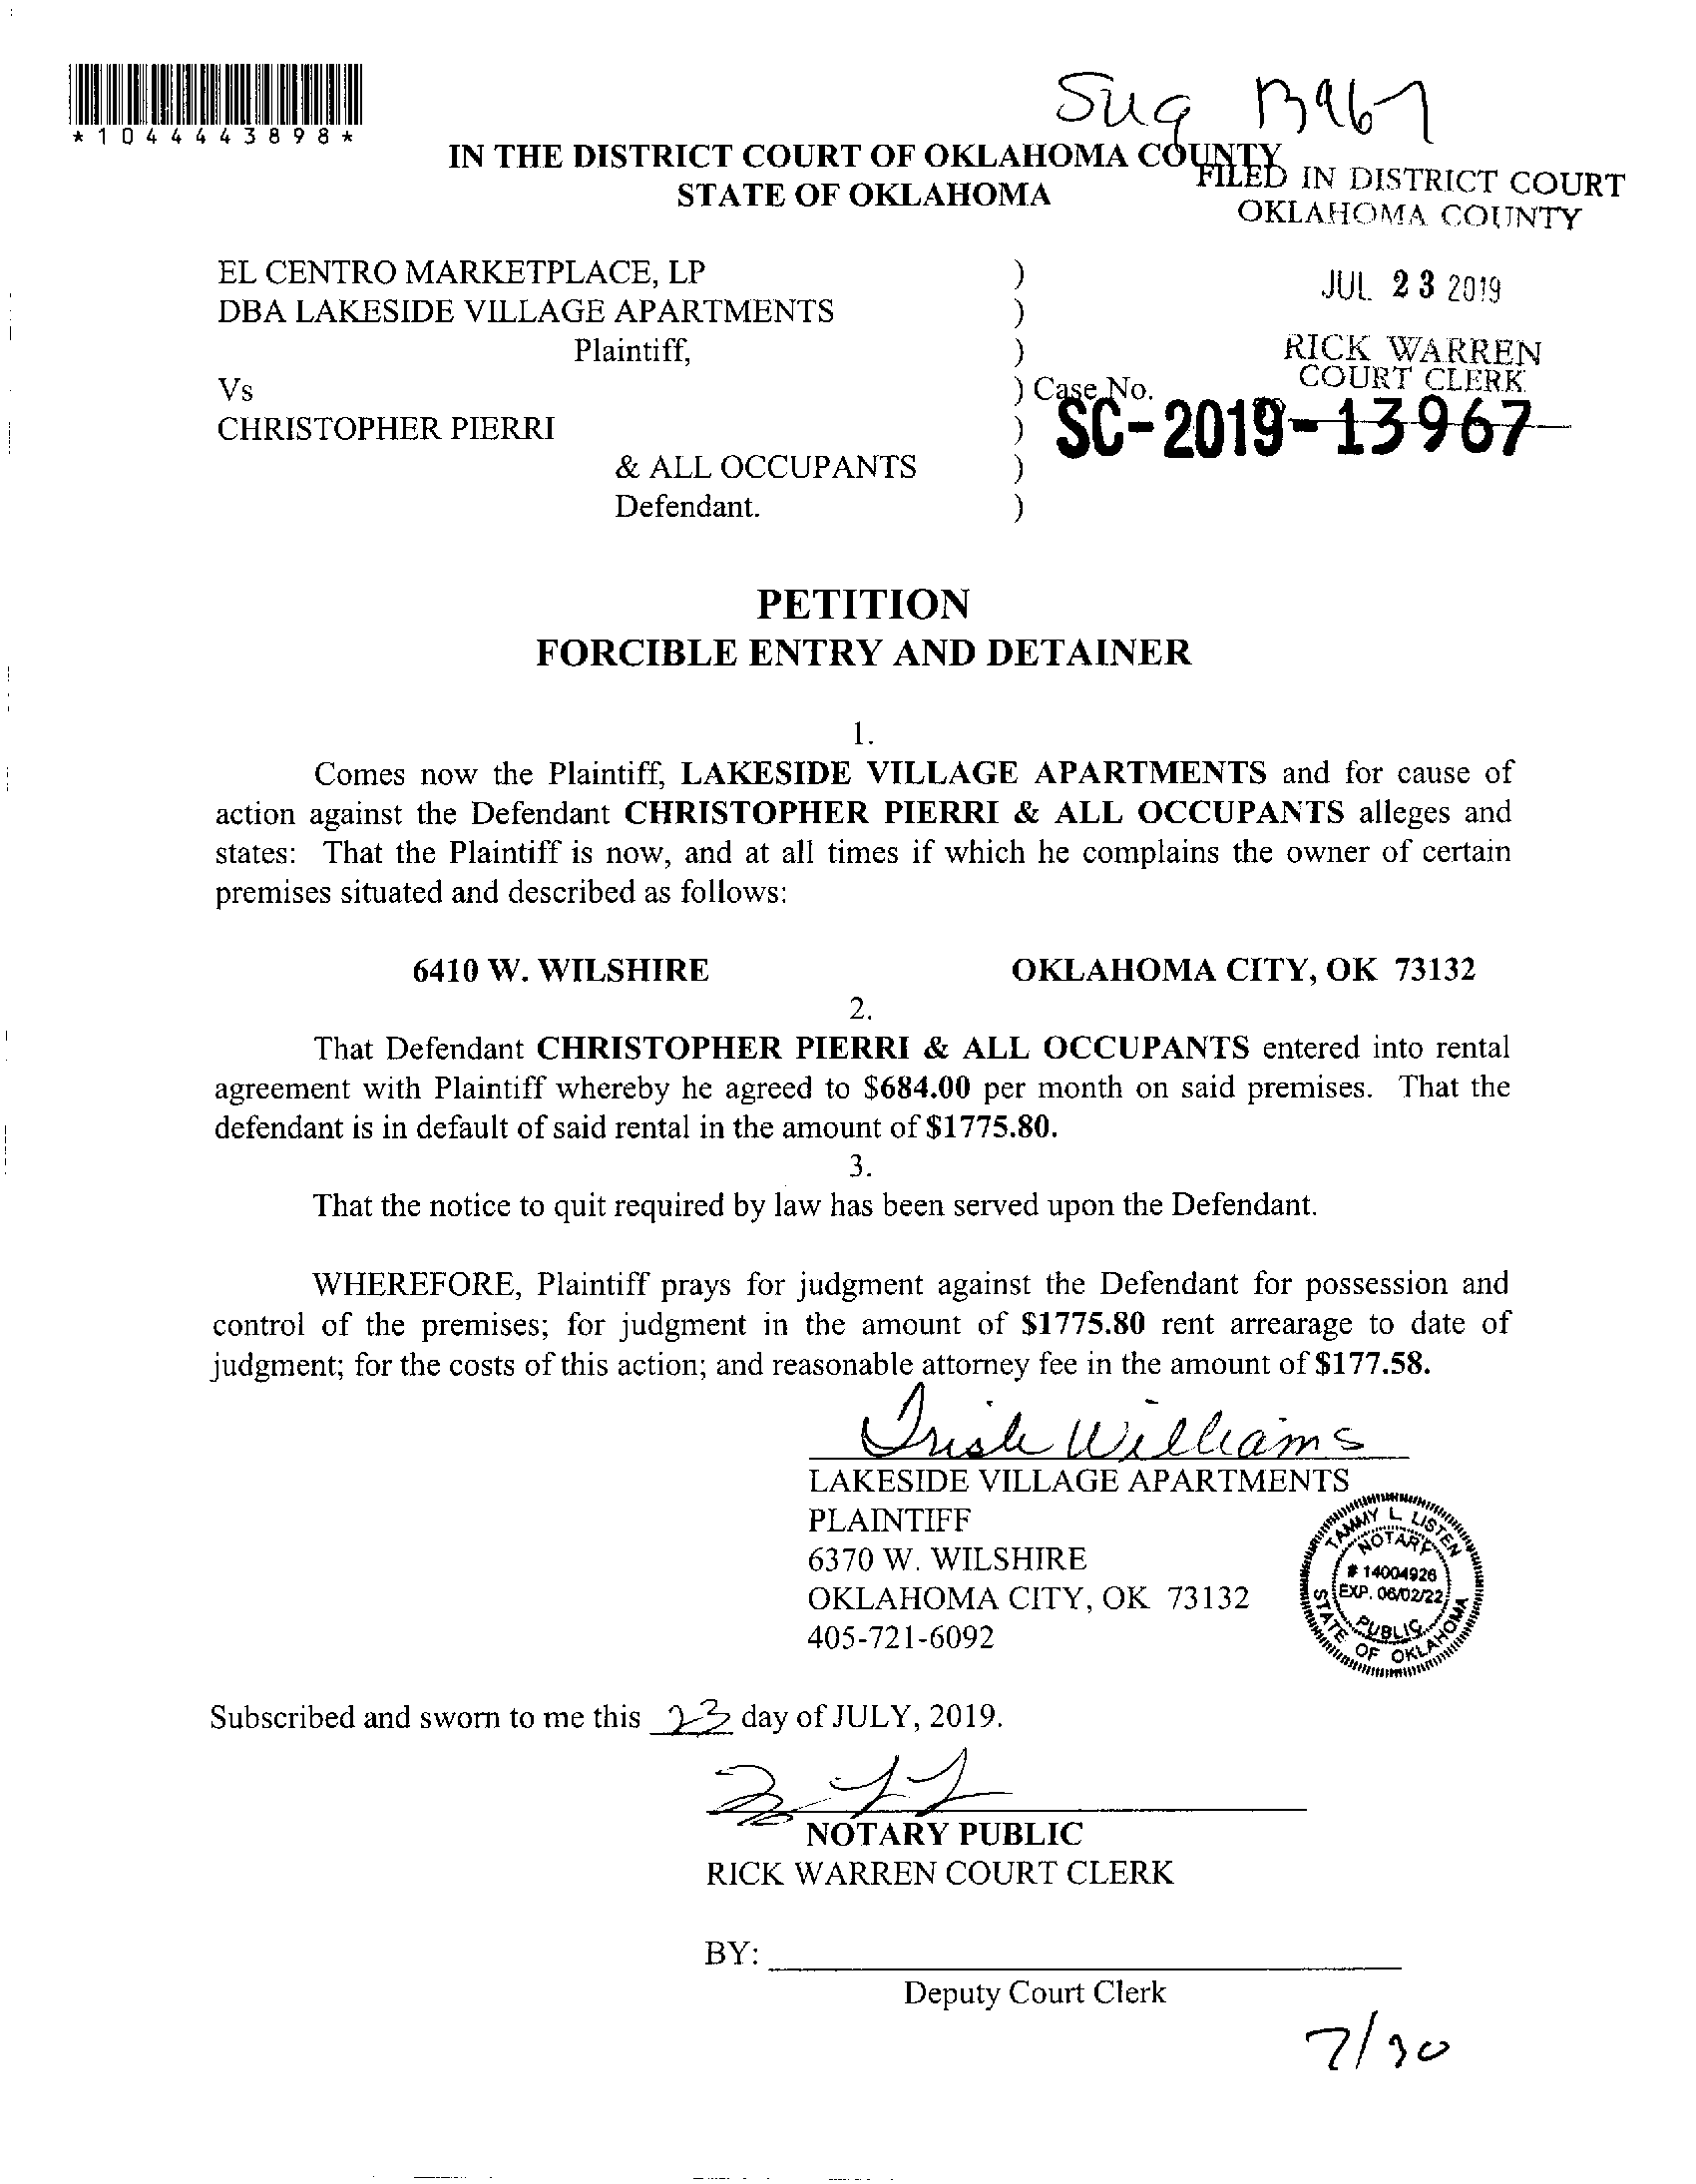 *1044443898*
13967
IN THE DISTRICT COURT OF OKLAHOMA COUNTY
STATE OF OKLAHOMA
FILED IN DISTRICT COURT
OKLAHOMA COUNTY
JUL 23 2019
RICK WARREN
COURT CLERK
EL CENTRO MARKETPLACE, LP )
DBA LAKESIDE VILLAGE APARTMENTS )
Plaintiff, )
Vs ) Case No.
SC-2019-13967
CHRISTOPHER PIERRI )
& ALL OCCUPANTS )
Defendant. )
PETITION
FORCIBLE ENTRY AND DETAINER
1.
Comes now the Plaintiff, LAKESIDE VILLAGE APARTMENTS and for cause of
action against the Defendant CHRISTOPHER PIERRI & ALL OCCUPANTS alleges and
states: That the Plaintiff is now, and at all times if which he complains the owner of certain
premises situated and described as follows:
6410 W. WILSHIRE OKLAHOMA CITY, OK 73132
2.
That Defendant CHRISTOPHER PIERRI & ALL OCCUPANTS entered into rental
agreement with Plaintiff whereby he agreed to $684.00 per month on said premises. That the
defendant is in default of said rental in the amount of $1775.80.
3.
That the notice to quit required by law has been served upon the Defendant.
WHEREFORE, Plaintiff prays for judgment against the Defendant for possession and
control of the premises; for judgment in the amount of $1775.80 rent arrearage to date of
judgment; for the costs of this action; and reasonable attorney fee in the amount of $177.58.
Trish Williams
LAKESIDE VILLAGE APARTMENTS
PLAINTIFF
6370 W. WILSHIRE
OKLAHOMA CITY, OK 73132
405-721-6092
TAMMY L. LISTEN
NOTARY
# 14004926
EXP. 06/02/22
PUBLIC
STATE OF OKLAHOMA
Subscribed and sworn to me this 23 day of JULY, 2019.
NOTARY PUBLIC
RICK WARREN COURT CLERK
BY:
Deputy Court Clerk
7/30